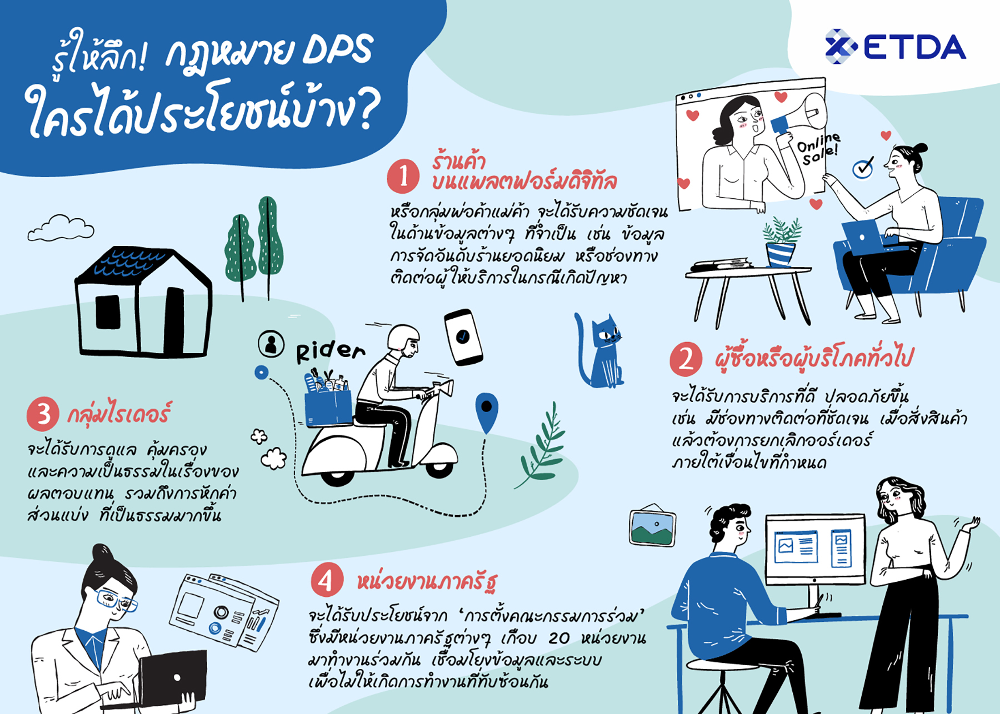 รู้ให้ลึก! กฎหมาย DPS
ใครได้ประโยชน์บ้าง?
ETDA
Online
Sale!
1
ร้านค้า
บนแพลตฟอร์มดิจิทัล
หรือกลุ่มพ่อค้าแม่ค้า จะได้รับความชัดเจน
ในด้านข้อมูลต่างๆ ที่จำเป็น เช่น ข้อมูล
การจัดอันดับร้านยอดนิยม หรือช่องทาง
ติดต่อผู้ให้บริการในกรณีเกิดปัญหา
2 ผู้ซื้อหรือผู้บริโภคทั่วไป
จะได้รับการบริการที่ดี ปลอดภัยขึ้น
เช่น มีช่องทางติดต่อที่ชัดเจน เมื่อสั่งสินค้า
แล้วต้องการยกเลิกออร์เดอร์
ภายใต้เงื่อนไขที่กำหนด
Rider
3 กลุ่มไรเดอร์
จะได้รับการดูแล คุ้มครอง
และความเป็นธรรมในเรื่องของ
ผลตอบแทน รวมถึงการหักค่า
ส่วนแบ่ง ที่เป็นธรรมมากขึ้น
4 หน่วยงานภาครัฐ
จะได้รับประโยชน์จาก ‘การตั้งคณะกรรมการร่วม’
ซึ่งมีหน่วยงานภาครัฐต่างๆ เกือบ 20 หน่วยงาน
มาทำงานร่วมกัน เชื่อมโยงข้อมูลและระบบ
เพื่อไม่ให้เกิดการทำงานที่ทับซ้อนกัน